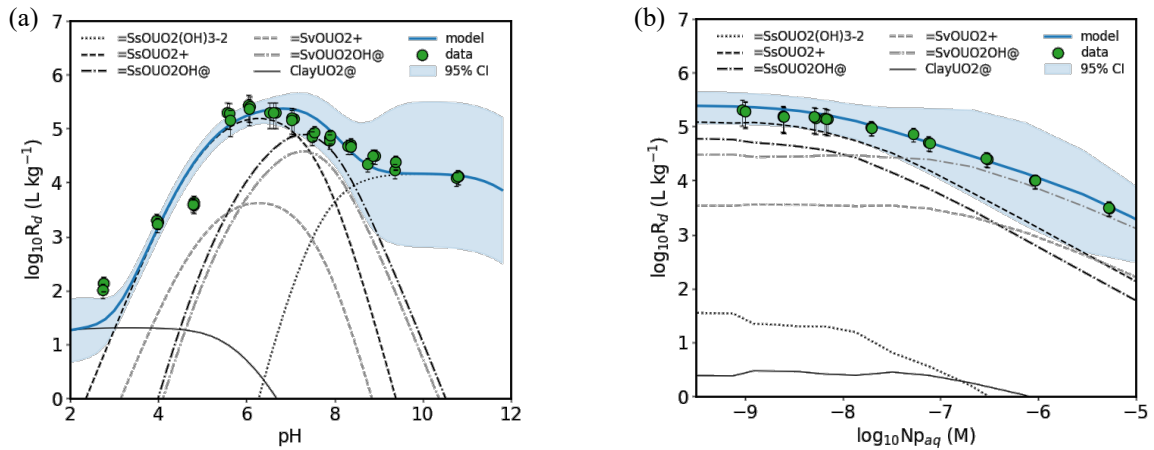 (a)
7
6
5
4
3
2
1
0
log10Rd (L kg−1)
=SsOUO2(OH)3-2
=SsOUO2+
=SsOUO2OH@
=SvOUO2+
=SvOUO2OH@
ClayUO2@
model
data
95% CI
2 4 6 8 10 12
pH
(b)
7
6
5
4
3
2
1
0
log10Rd (L kg−1)
=SsOUO2(OH)3-2
=SsOUO2+
=SsOUO2OH@
=SvOUO2+
=SvOUO2OH@
ClayUO2@
model
data
95% CI
−9 −8 −7 −6 −5
log10Npaq (M)